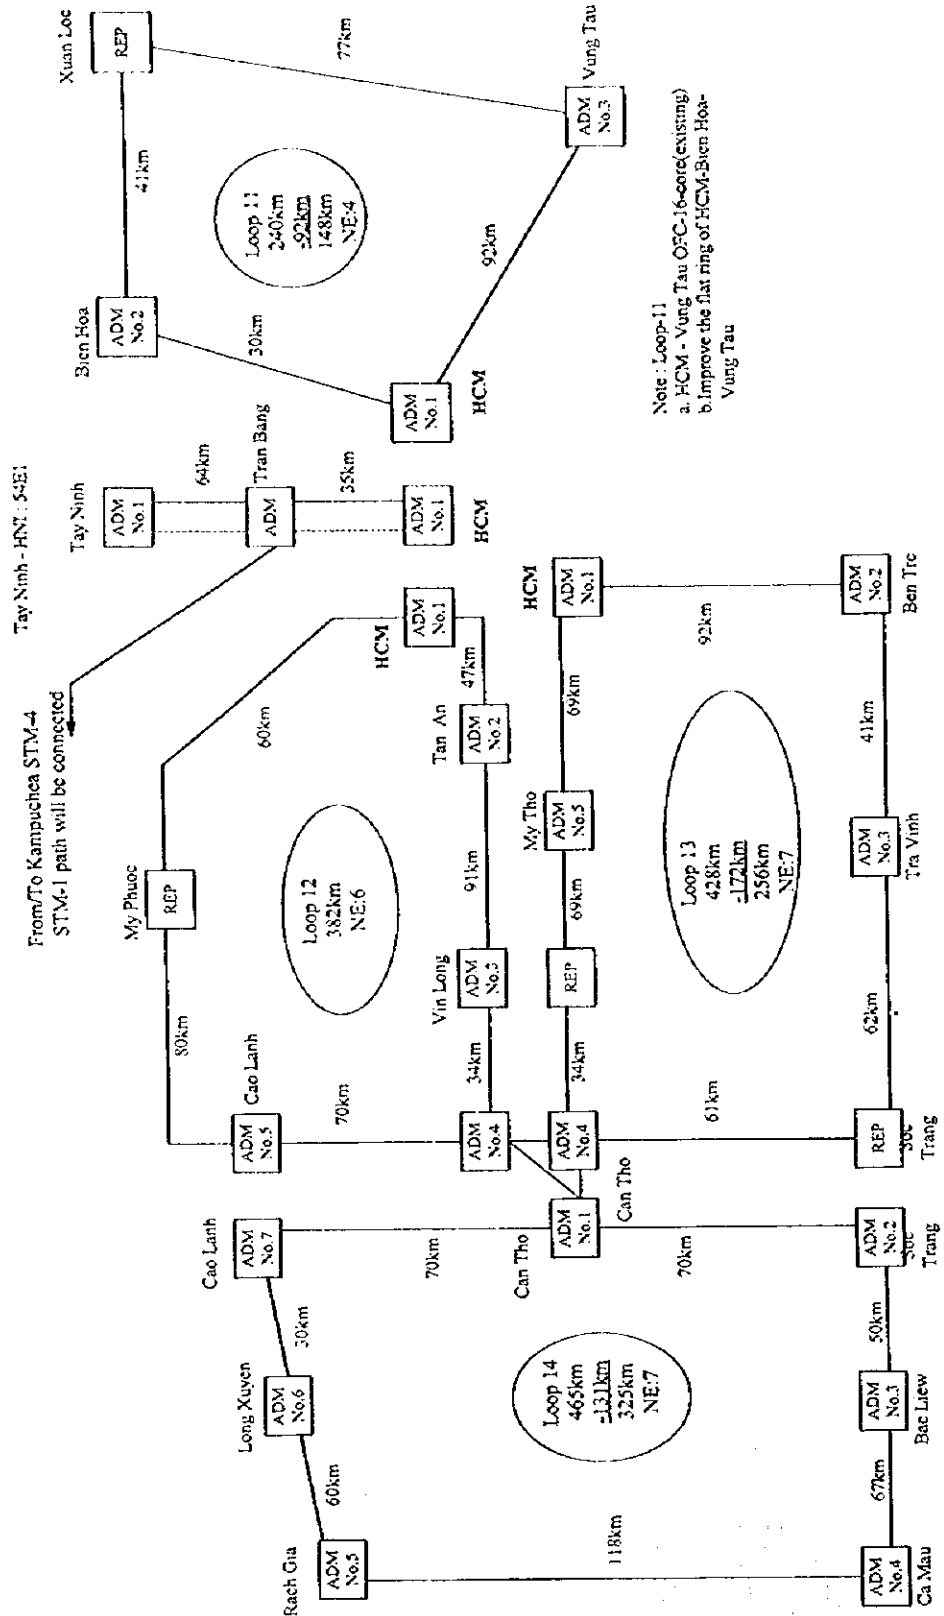 From/To Kampuchea STM-4
STM-1 path will be connected
Tay Ninh - HNI : 54E1
Rach Gia
ADM
No.5
60km
Long Xuyen
ADM
No.6
30km
Cao Lanh
ADM
No.7
70km
Can Tho
ADM
No.1
70km
ADM
No.2
Soc
Trang
50km
ADM
No.3
Bac Liew
67km
ADM
No.4
Ca Mau
118km
Loop 14
465km
-131km
325km
NE:7
My Phuoc
REP
80km
60km
Cao Lanh
ADM
No.5
70km
ADM
No.4
34km
Vin Long
ADM
No.3
91km
Tan An
ADM
No.2
47km
HCM
ADM
No.1
Loop 12
382km
NE:6
Can Tho
ADM
No.4
34km
REP
69km
My Tho
ADM
No.5
69km
HCM
ADM
No.1
92km
ADM
No.2
Ben Tre
41km
ADM
No.3
Tra Vinh
62km
REP
Soc
Trang
61km
Loop 13
428km
-172km
256km
NE:7
Tay Ninh
ADM
No.1
64km
Tran Bang
ADM
35km
ADM
No.1
HCM
Bien Hoa
ADM
No.2
41km
Xuan Loc
REP
77km
ADM
No.3
Vung Tau
92km
30km
ADM
No.1
HCM
Loop 11
240km
-92km
148km
NE:4
Note : Loop-11
a. HCM - Vung Tau OFC-16-core(existing)
b.Improve the flat ring of HCM-Bien Hoa-
Vung Tau